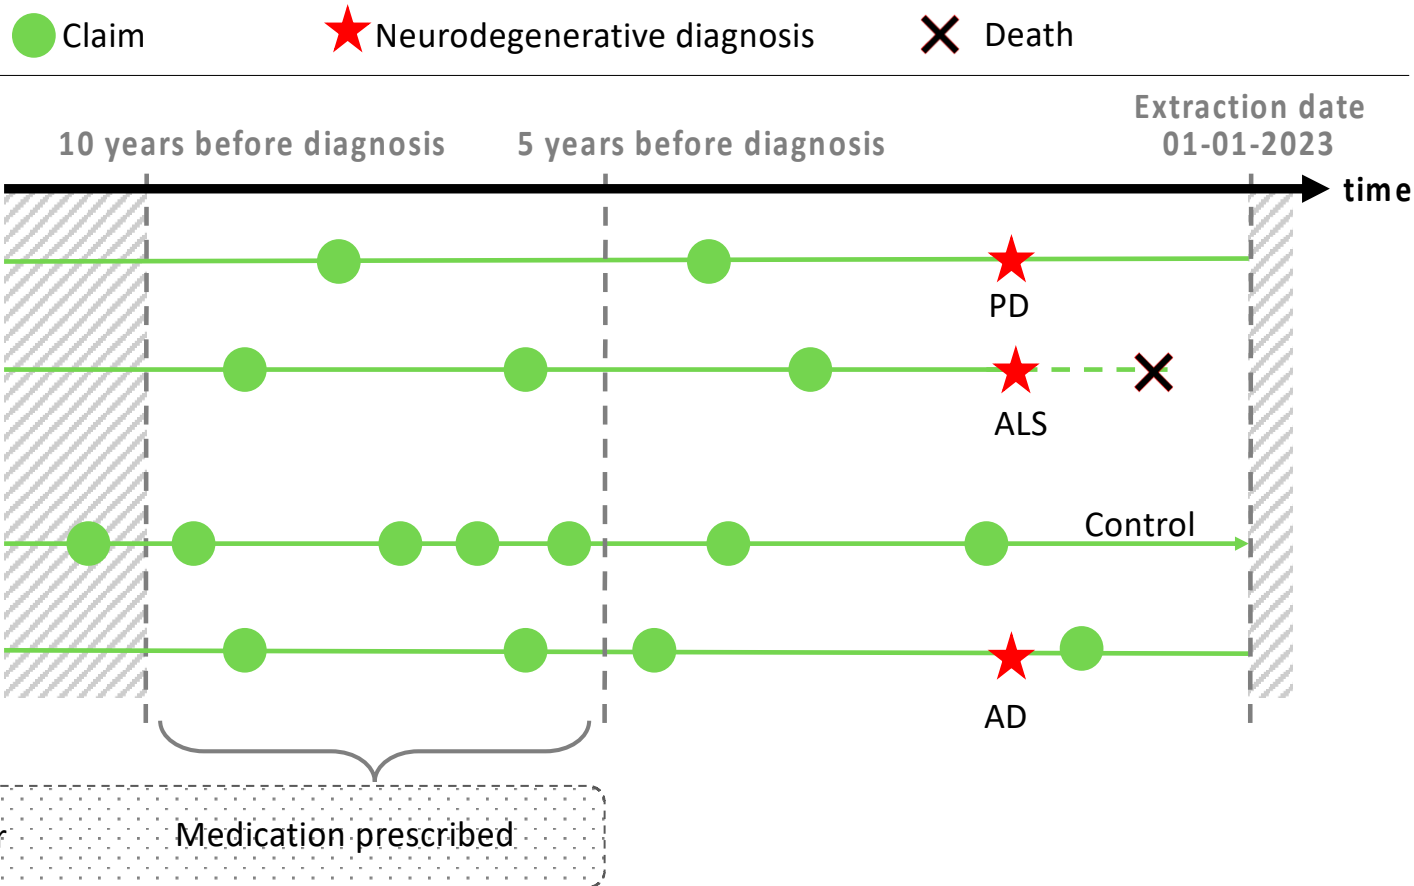 Claim
Neurodegenerative diagnosis
Death
Extraction date
10 years before diagnosis
5 years before diagnosis
01-01-2023
time
PD
ALS
Control
AD
r
Medication prescribed